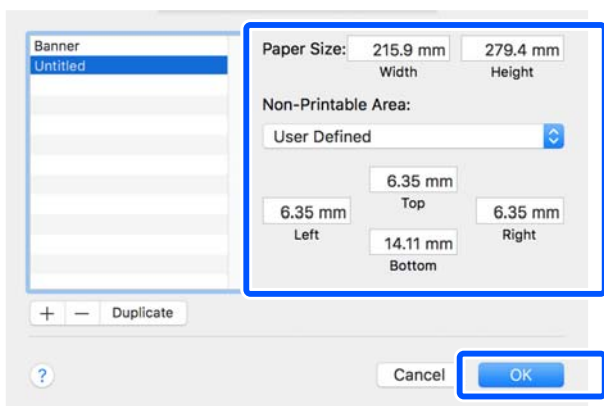 Banner
Untitled
Paper Size: 215.9 mm 279.4 mm
Width Height
Non-Printable Area:
User Defined
6.35 mm
Top
6.35 mm 6.35 mm
Left Right
14.11 mm
Bottom
+ − Duplicate
? Cancel OK